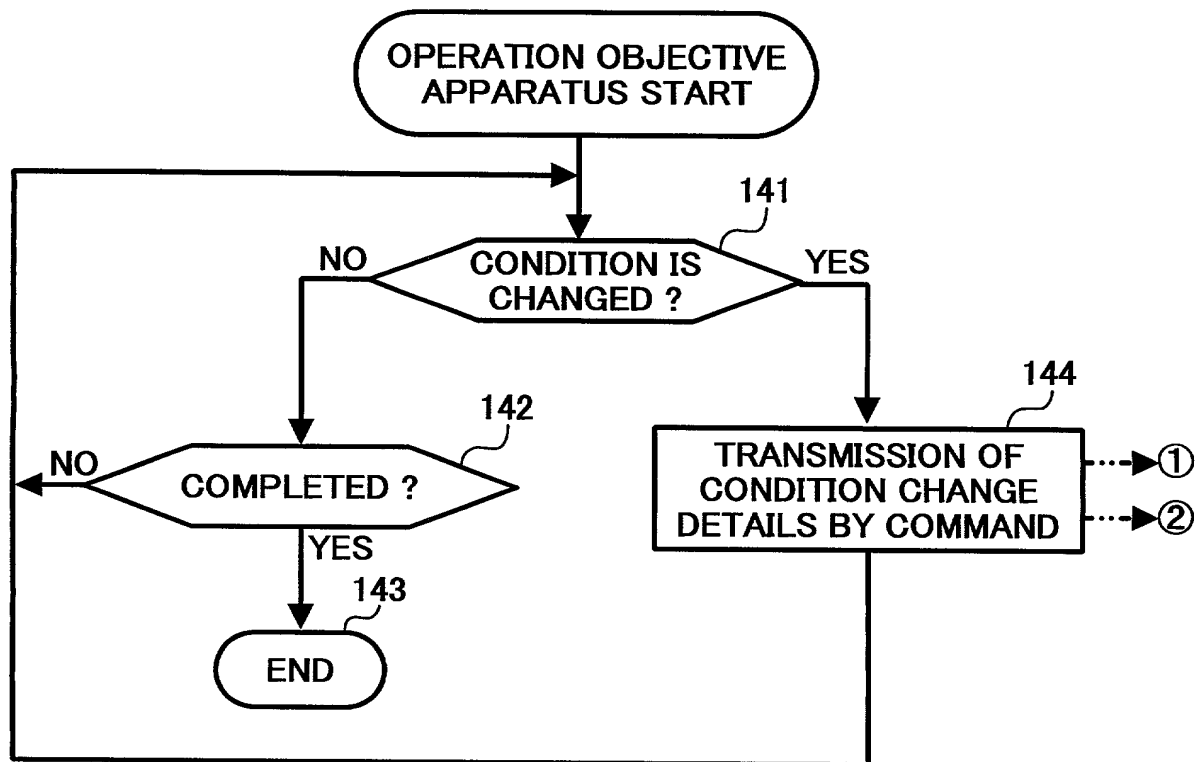 OPERATION OBJECTIVE
APPARATUS START
141
NO
CONDITION IS
CHANGED ?
YES
142
144
NO
COMPLETED ?
TRANSMISSION OF
CONDITION CHANGE
DETAILS BY COMMAND
①
②
YES
143
END